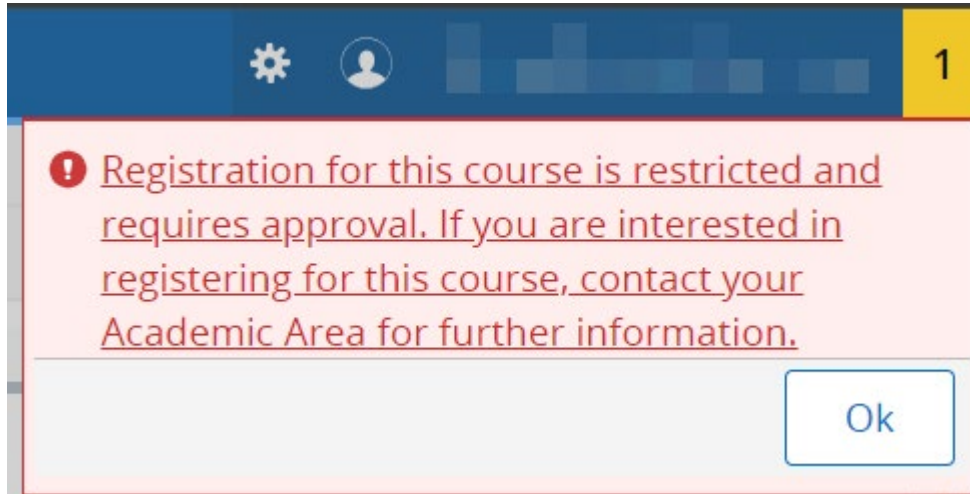 1
Registration for this course is restricted and
requires approval. If you are interested in
registering for this course, contact your
Academic Area for further information.
Ok